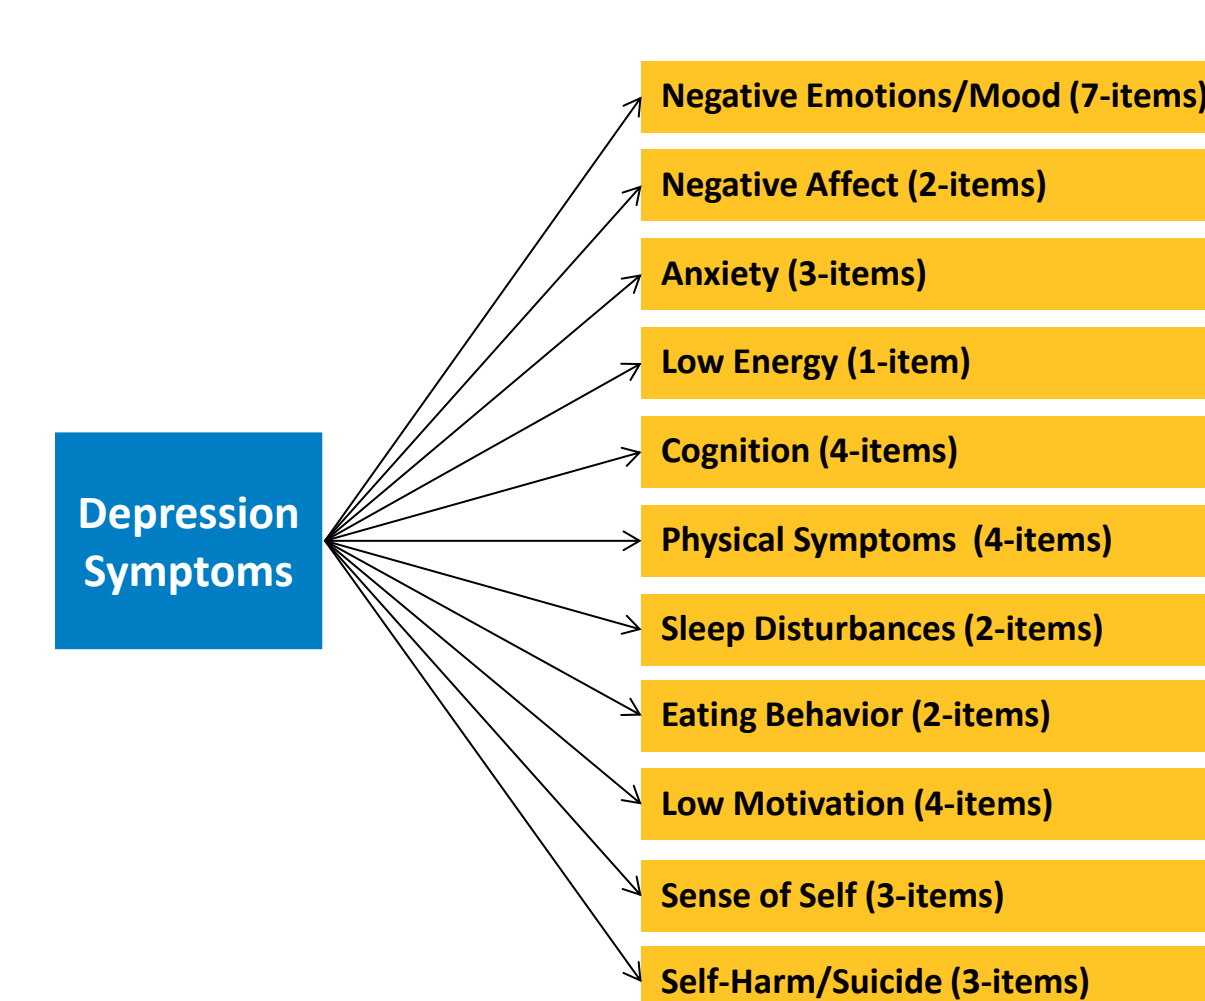 Negative Emotions/Mood (7-items)
Negative Affect (2-items)
Anxiety (3-items)
Low Energy (1-item)
Cognition (4-items)
Depression
Symptoms
Physical Symptoms  (4-items)
Sleep Disturbances (2-items)
Eating Behavior (2-items)
Low Motivation (4-items)
Sense of Self (3-items)
Self-Harm/Suicide (3-items)